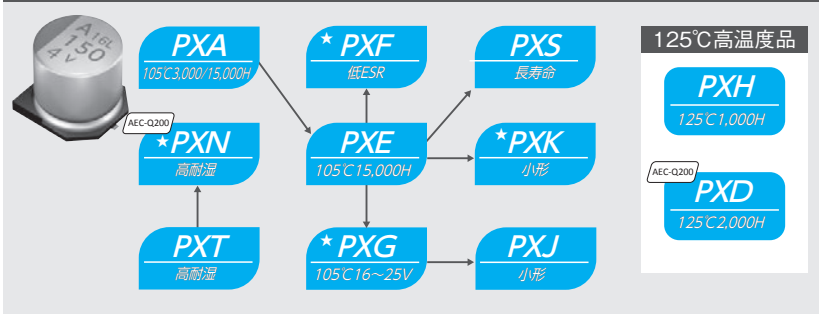 A16L
150
4 V
PXA
105℃3,000/15,000H
★ PXF
低ESR
PXS
長寿命
125℃高温度品
PXH
125℃1,000H
AEC-Q200
★PXN
高耐湿
PXE
105℃15,000H
★PXK
小形
AEC-Q200
PXD
125℃2,000H
PXT
高耐湿
★ PXG
105℃16～25V
PXJ
小形